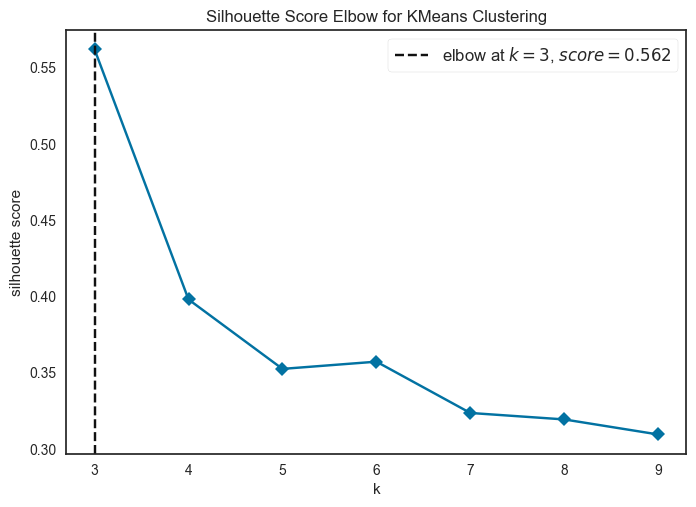 Silhouette Score Elbow for KMeans Clustering
elbow at k = 3, score = 0.562
silhouette score
0.55
0.50
0.45
0.40
0.35
0.30
3 4 5 6 7 8 9
k